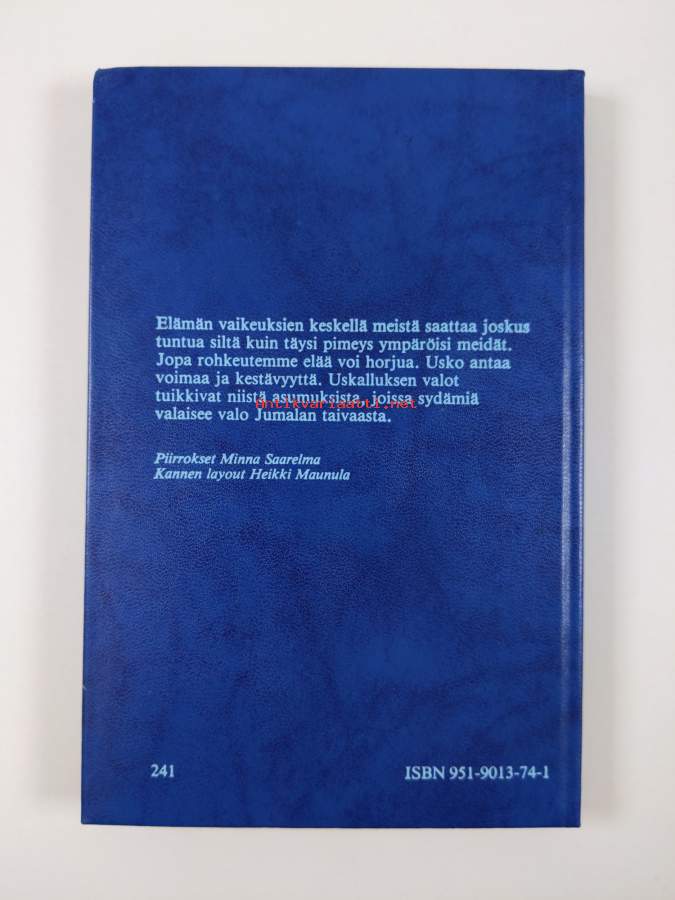 Elämän vaikeuksien keskellä meistä saattaa joskus
tuntua siltä kuin täysi pimeys ympäröisi meidät.
Jopa rohkeutemme elää voi horjua. Usko antaa
voimaa ja kestävyyttä. Uskalluksen valot
tuikkivat niistä asumuksista, joissa sydämiä
antikvariaatti.net
valaisee valo Jumalan taivaasta.
Piirrokset Minna Saarelma
Kannen layout Heikki Maunula
241
ISBN 951-9013-74-1